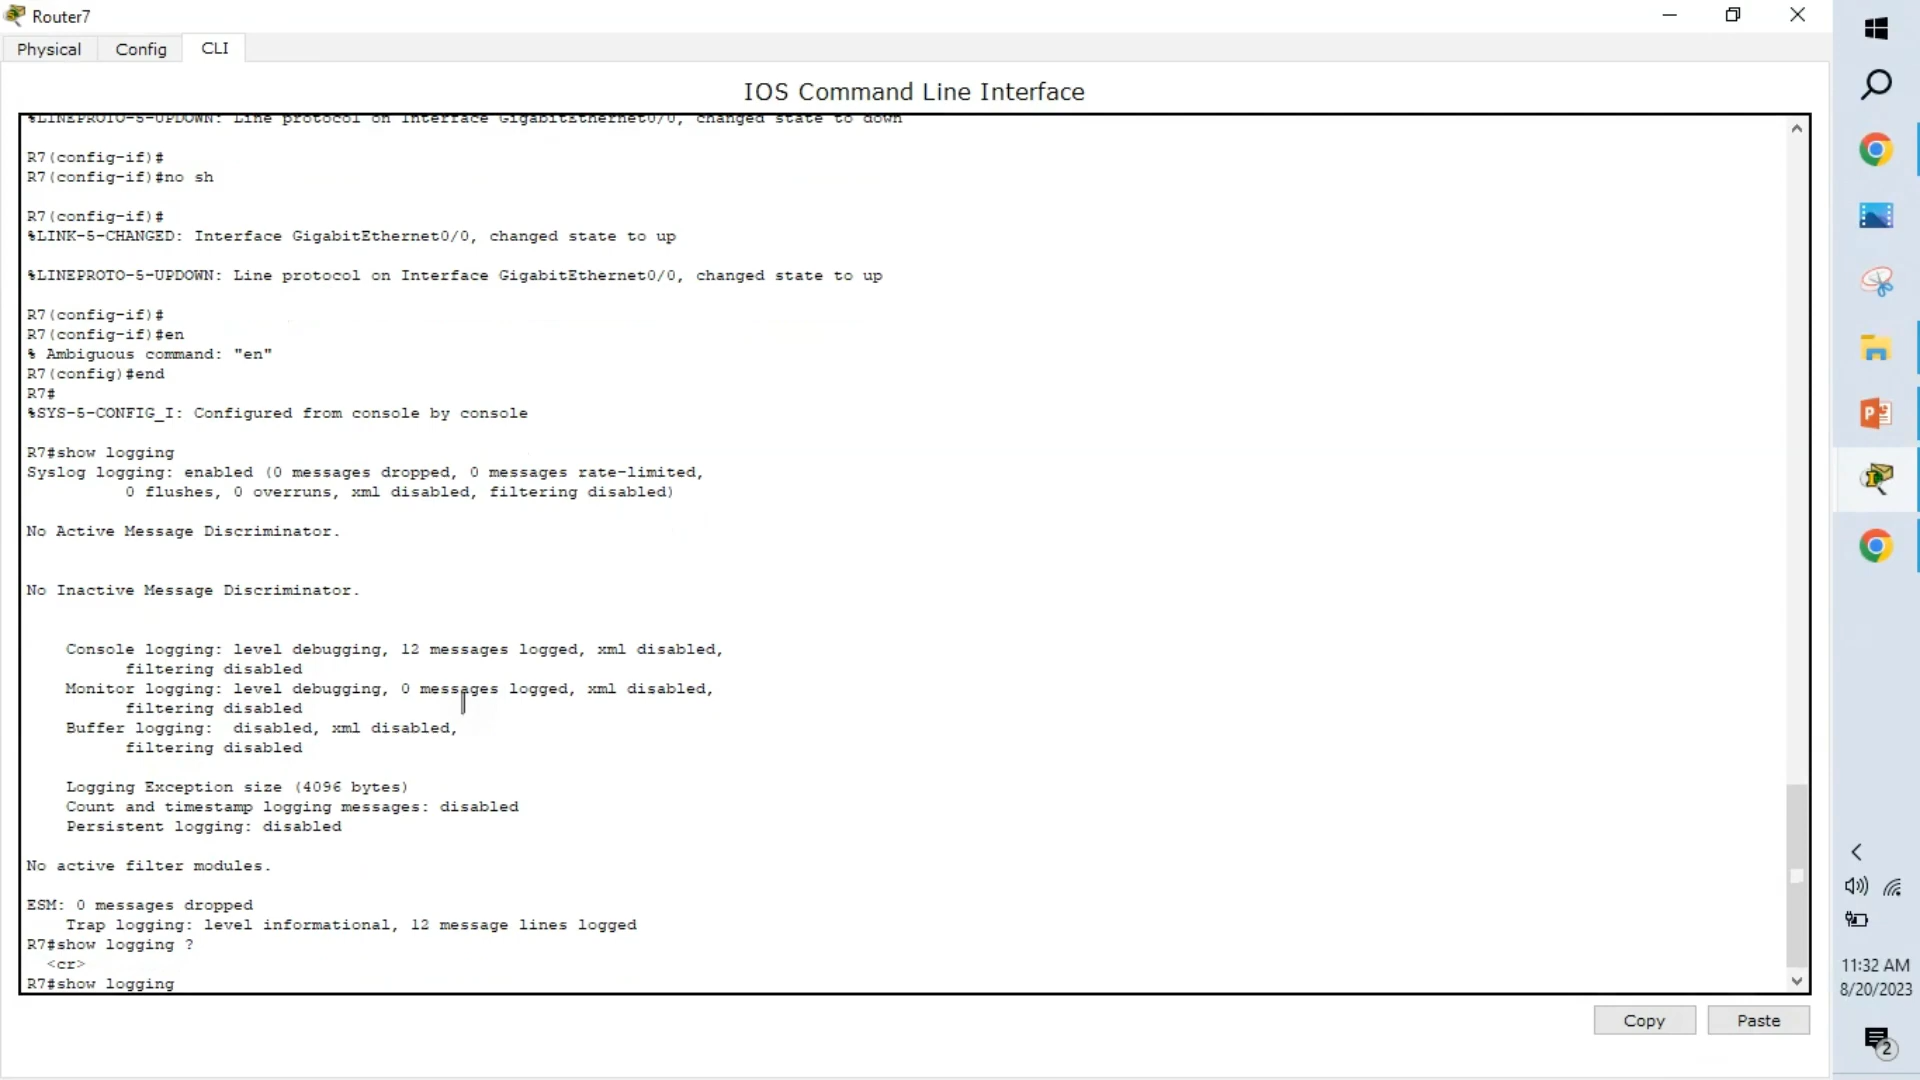 Router7
Physical
Config
CLI
IOS Command Line Interface
%LINEPROTO-5-UPDOWN: Line protocol on Interface GigabitEthernet0/0, changed state to down
R7(config-if)#
R7(config-if)#no sh
R7(config-if)#
%LINK-5-CHANGED: Interface GigabitEthernet0/0, changed state to up
%LINEPROTO-5-UPDOWN: Line protocol on Interface GigabitEthernet0/0, changed state to up
R7(config-if)#
R7(config-if)#en
% Ambiguous command: "en"
R7(config)#end
R7#
%SYS-5-CONFIG_I: Configured from console by console
R7#show logging
Syslog logging: enabled (0 messages dropped, 0 messages rate-limited,
0 flushes, 0 overruns, xml disabled, filtering disabled)
No Active Message Discriminator.
No Inactive Message Discriminator.
Console logging: level debugging, 12 messages logged, xml disabled,
filtering disabled
Monitor logging: level debugging, 0 messages logged, xml disabled,
filtering disabled
Buffer logging:  disabled, xml disabled,
filtering disabled
Logging Exception size (4096 bytes)
Count and timestamp logging messages: disabled
Persistent logging: disabled
No active filter modules.
ESM: 0 messages dropped
Trap logging: level informational, 12 message lines logged
R7#show logging ?
<cr>
R7#show logging
Copy
Paste
11:32 AM
8/20/2023
2